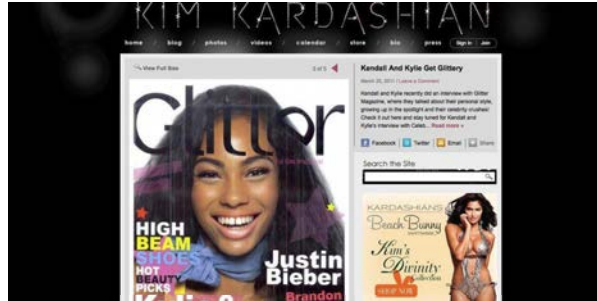 KIM KARDASHIAN
home / blog / photos / videos / calendar / store / bio / press Sign In Join
View Full Size
2 of 5
Glitter
HIGH
BEAM
SHOES
HOT
BEAUTY
PICKS
Kylie &
Justin
Bieber
Brandon
Kendall And Kylie Get Glittery
March 25, 2011 / Leave a Comment
Kendall and Kylie recently did an interview with Glitter
Magazine, where they talked about their personal style,
growing up in the spotlight and their celebrity crushes!
Check it out here and stay tuned for Kendall and
Kylie's interview with Caleb... Read more »
Facebook Twitter Email Share
Search the Site
KARDASHIANS
Beach Bunny
Kim's
Divinity
Collection
SHOP NOW